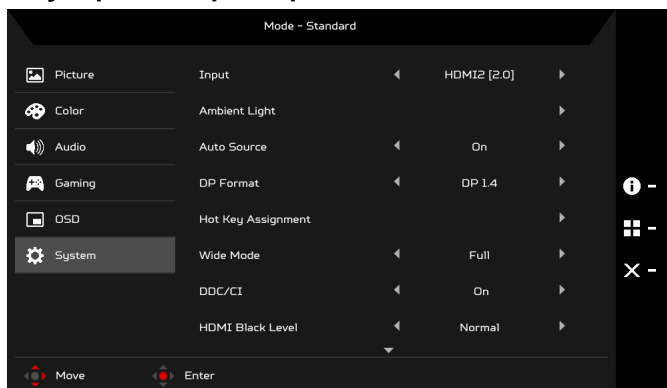 Mode - Standard
Picture
Input HDMI2 [2.0]
Color
Ambient Light
Audio
Auto Source On
Gaming
DP Format DP 1.4
OSD
Hot Key Assignment
System
Wide Mode Full
DDC/CI On
HDMI Black Level Normal
Move Enter